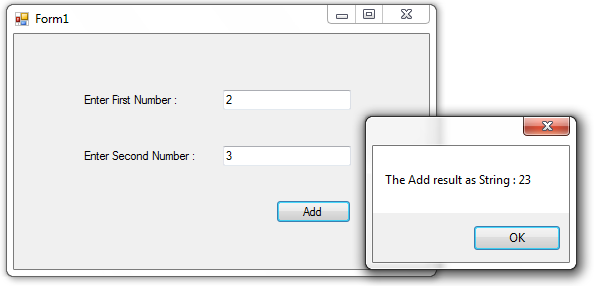 Form1
Enter First Number : 2
Enter Second Number : 3
Add
The Add result as String : 23
OK